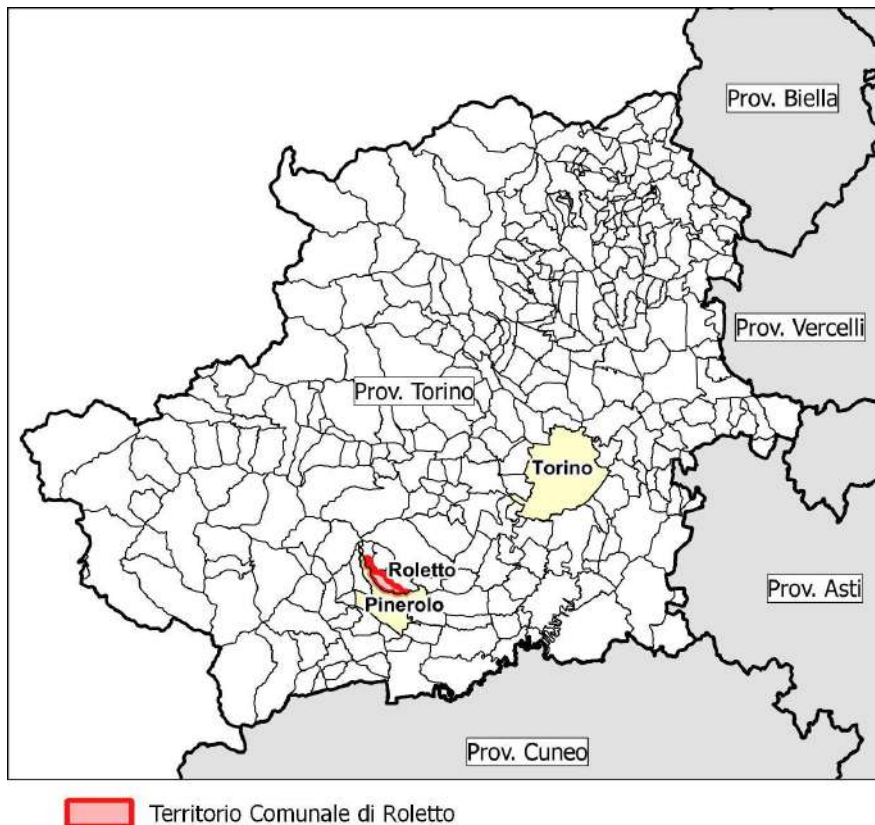 Prov. Biella
Prov. Vercelli
Prov. Torino
Torino
Roletto
Prov. Asti
Pinerolo
Prov. Cuneo
Territorio Comunale di Roletto